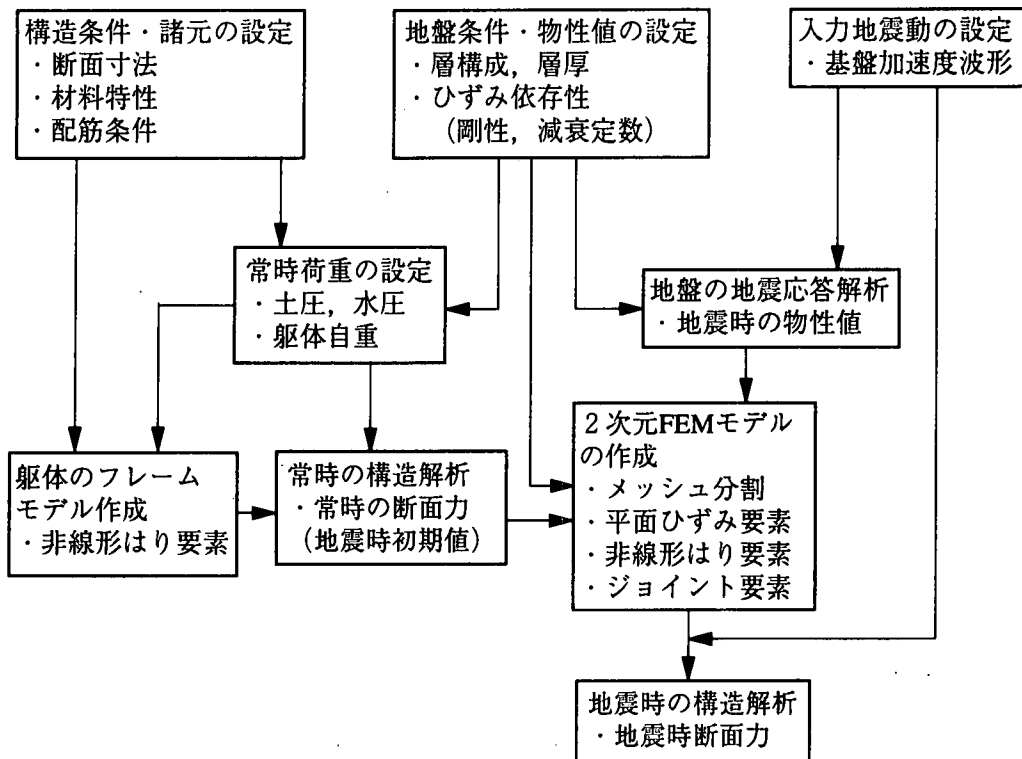 構造条件・諸元の設定
・断面寸法
・材料特性
・配筋条件
地盤条件・物性値の設定
・層構成，層厚
・ひずみ依存性
（剛性，減衰定数）
入力地震動の設定
・基盤加速度波形
常時荷重の設定
・土圧，水圧
・躯体自重
地盤の地震応答解析
・地震時の物性値
躯体のフレーム
モデル作成
・非線形はり要素
常時の構造解析
・常時の断面力
（地震時初期値）
２次元FEMモデル
の作成
・メッシュ分割
・平面ひずみ要素
・非線形はり要素
・ジョイント要素
地震時の構造解析
・地震時断面力